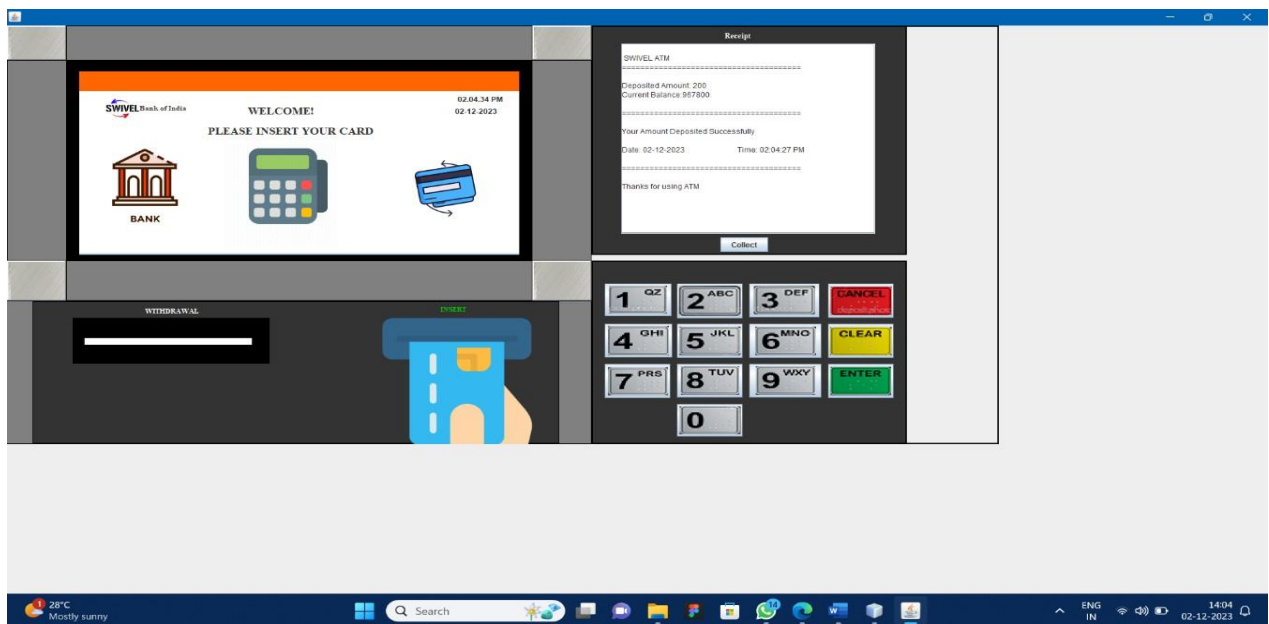 Receipt
SWIVEL ATM
========================================
Deposited Amount: 200
Current Balance:967800
========================================
Your Amount Deposited Successfully
Date: 02-12-2023 Time: 02:04:27 PM
========================================
Thanks for using ATM
Collect
SWIVEL Bank of India
WELCOME!
02.04.34 PM
02-12-2023
PLEASE INSERT YOUR CARD
BANK
WITHDRAWAL
INSERT
1 QZ 2 ABC 3 DEF CANCEL
4 GHI 5 JKL 6 MNO CLEAR
7 PRS 8 TUV 9 WXY ENTER
0
1
28°C
Mostly sunny
Search
14
ENG
IN
14:04
02-12-2023